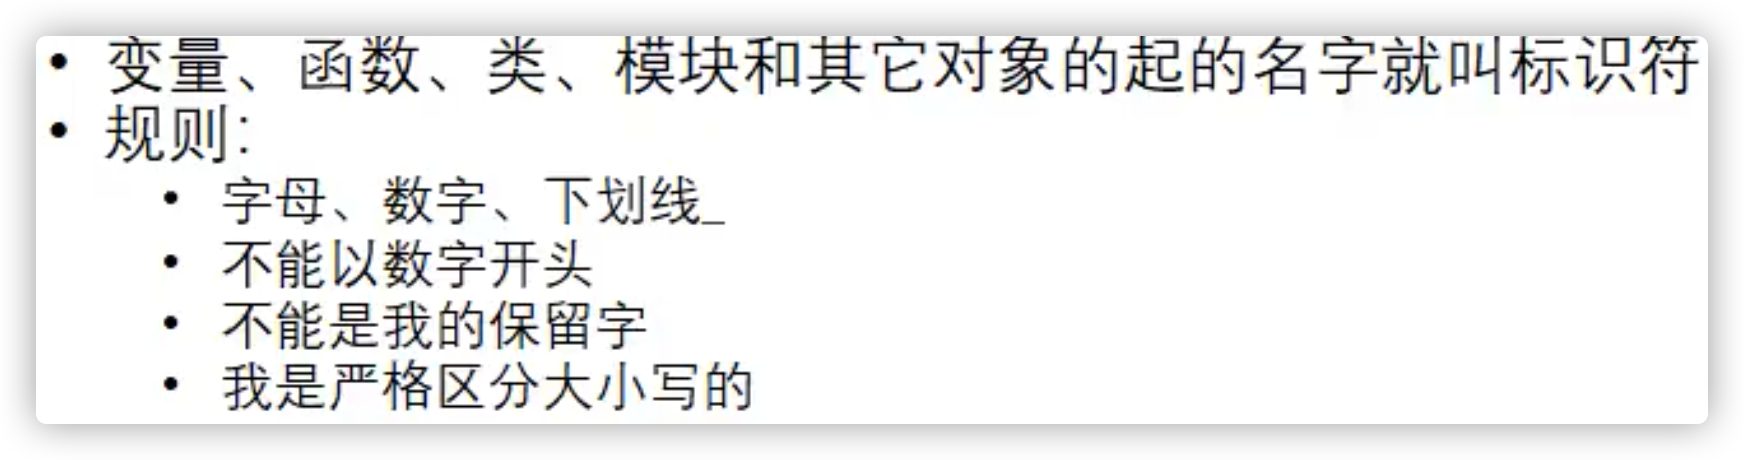 • 变量、函数、类、模块和其它对象的起的名字就叫标识符
• 规则:
• 字母、数字、下划线_
• 不能以数字开头
• 不能是我的保留字
• 我是严格区分大小写的